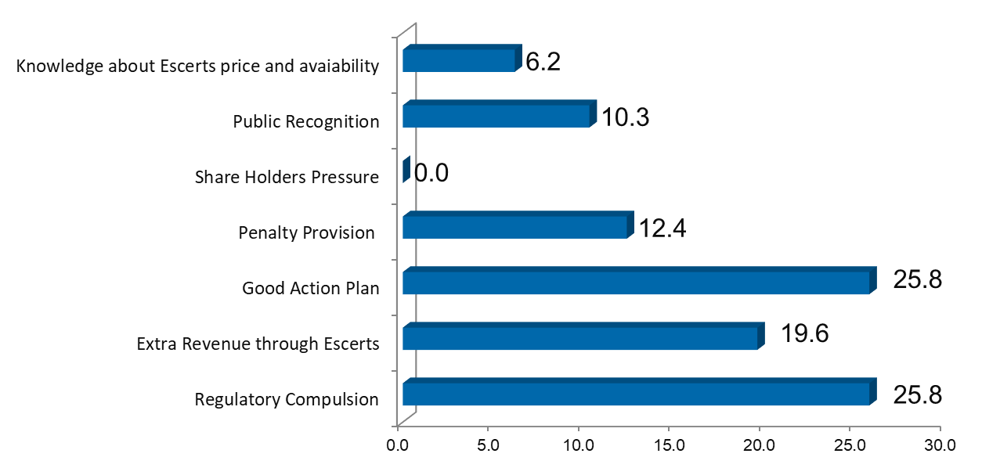 Knowledge about Escerts price and avaiability 6.2
Public Recognition 10.3
Share Holders Pressure 0.0
Penalty Provision 12.4
Good Action Plan 25.8
Extra Revenue through Escerts 19.6
Regulatory Compulsion 25.8
0.0 5.0 10.0 15.0 20.0 25.0 30.0